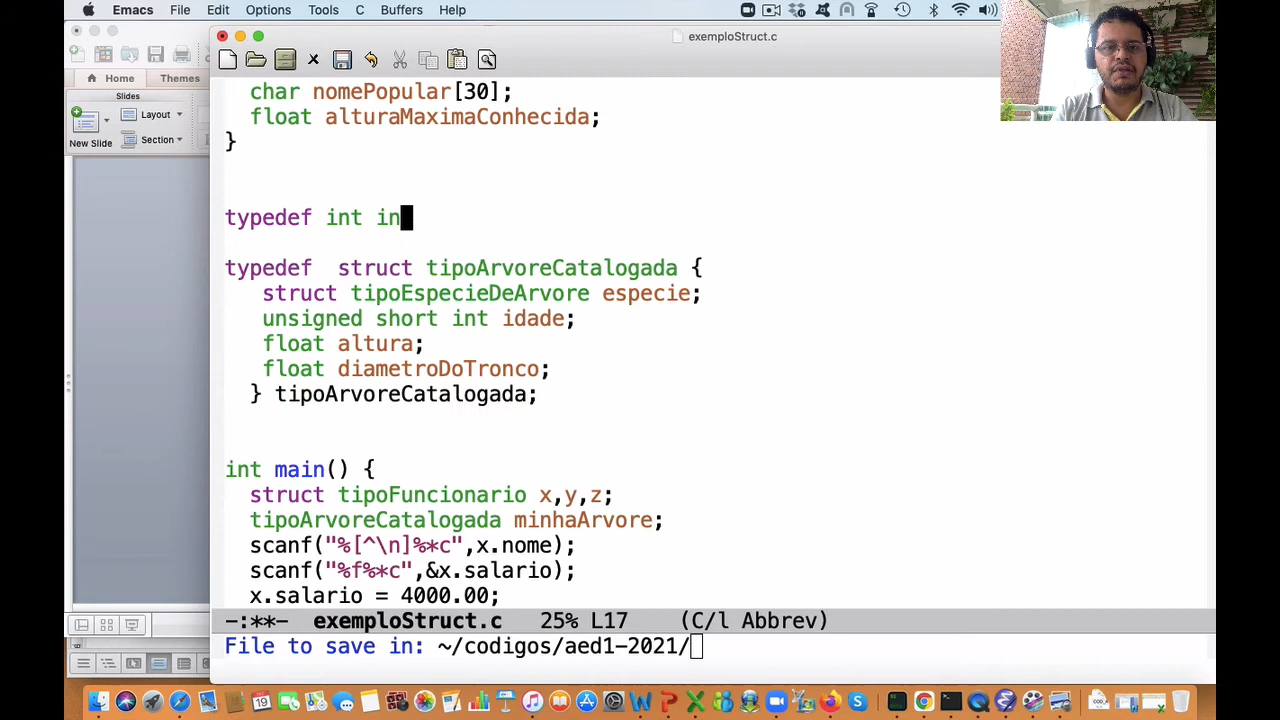 Emacs File Edit Options Tools C Buffers Help
exemploStruct.c
Home Themes
Slides
Layout
New Slide
Section
char nomePopular[30];
float alturaMaximaConhecida;
}
typedef int in
typedef  struct tipoArvoreCatalogada {
struct tipoEspecieDeArvore especie;
unsigned short int idade;
float altura;
float diametroDoTronco;
} tipoArvoreCatalogada;
int main() {
struct tipoFuncionario x,y,z;
tipoArvoreCatalogada minhaArvore;
scanf("%[^\n]%*c",x.nome);
scanf("%f%*c",&x.salario);
x.salario = 4000.00;
-:**-  exemploStruct.c   25% L17    (C/l Abbrev)
File to save in: ~/codigos/aed1-2021/